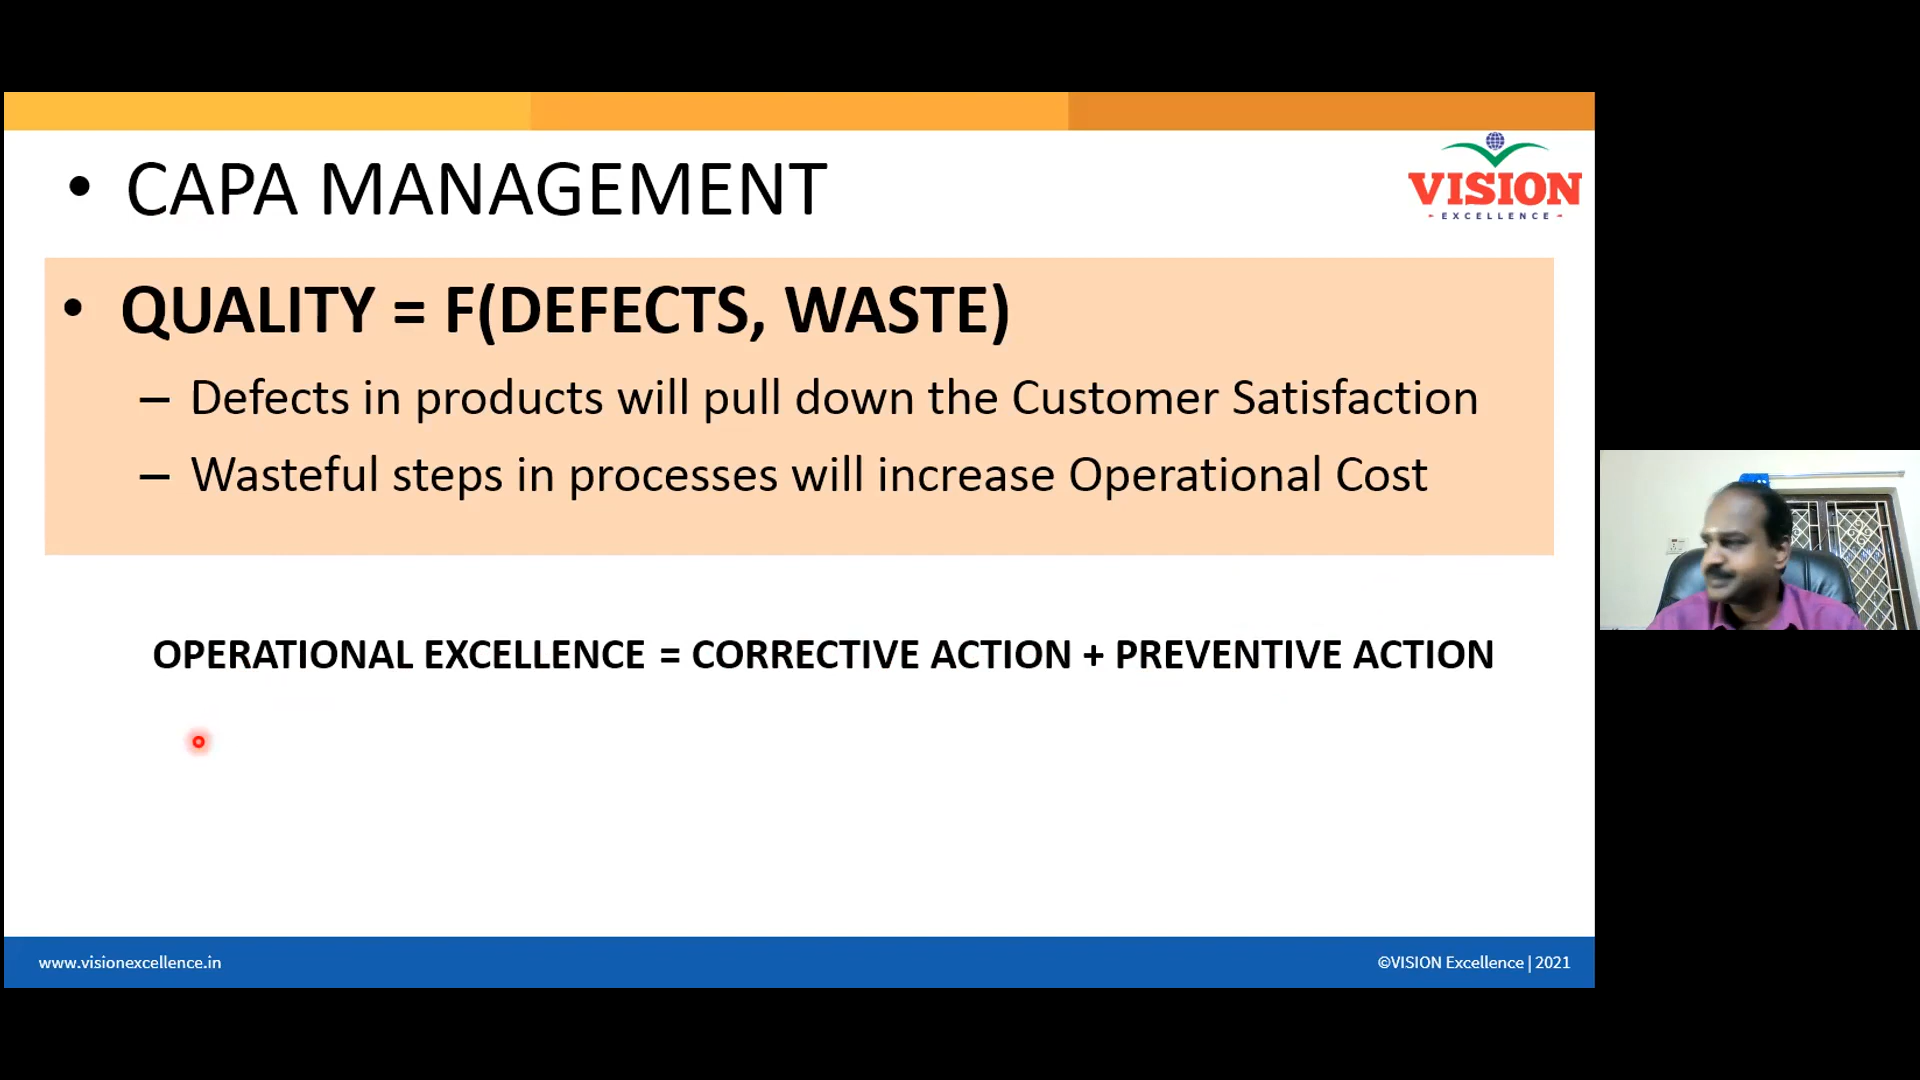 • CAPA MANAGEMENT
VISION
EXCELLENCE
• QUALITY = F(DEFECTS, WASTE)
– Defects in products will pull down the Customer Satisfaction
– Wasteful steps in processes will increase Operational Cost
OPERATIONAL EXCELLENCE = CORRECTIVE ACTION + PREVENTIVE ACTION
www.visionexcellence.in
©VISION Excellence | 2021